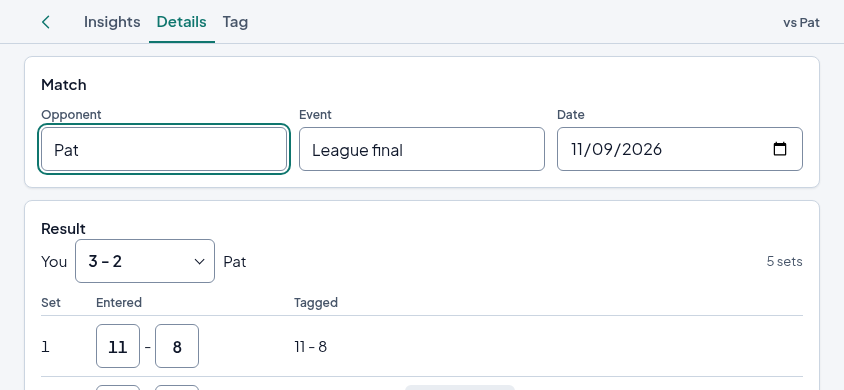 Insights Details Tag vs Pat
Match
Opponent Event Date
Pat League final 11/09/2026
Result
You 3 - 2 Pat 5 sets
Set Entered Tagged
1 11 - 8 11 - 8